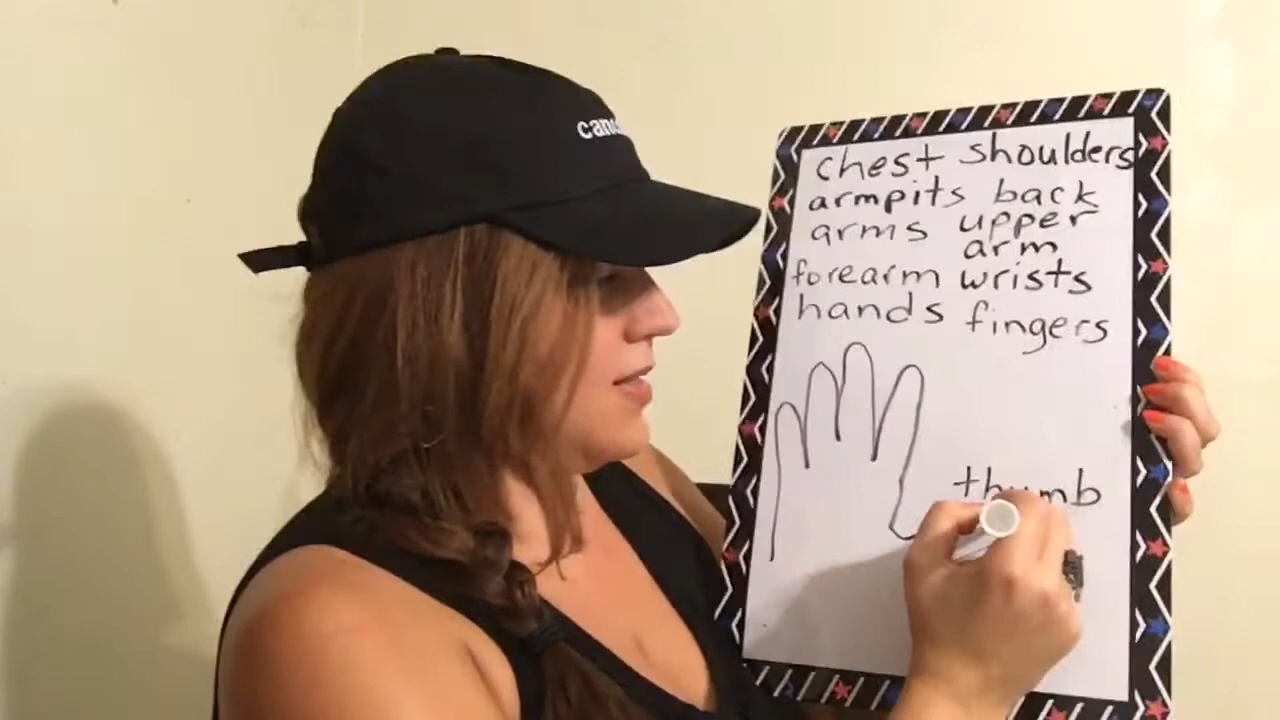 chest shoulders
armpits back
arms upper
arm
forearm wrists
hands fingers
thumb